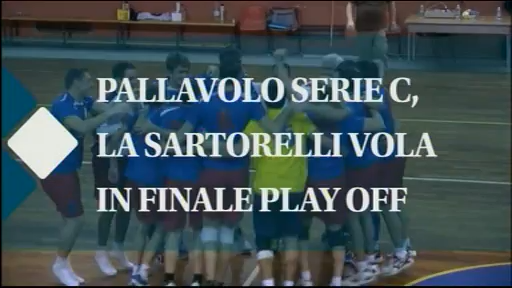 PALLAVOLO SERIE C,
LA SARTORELLI VOLA
IN FINALE PLAY OFF